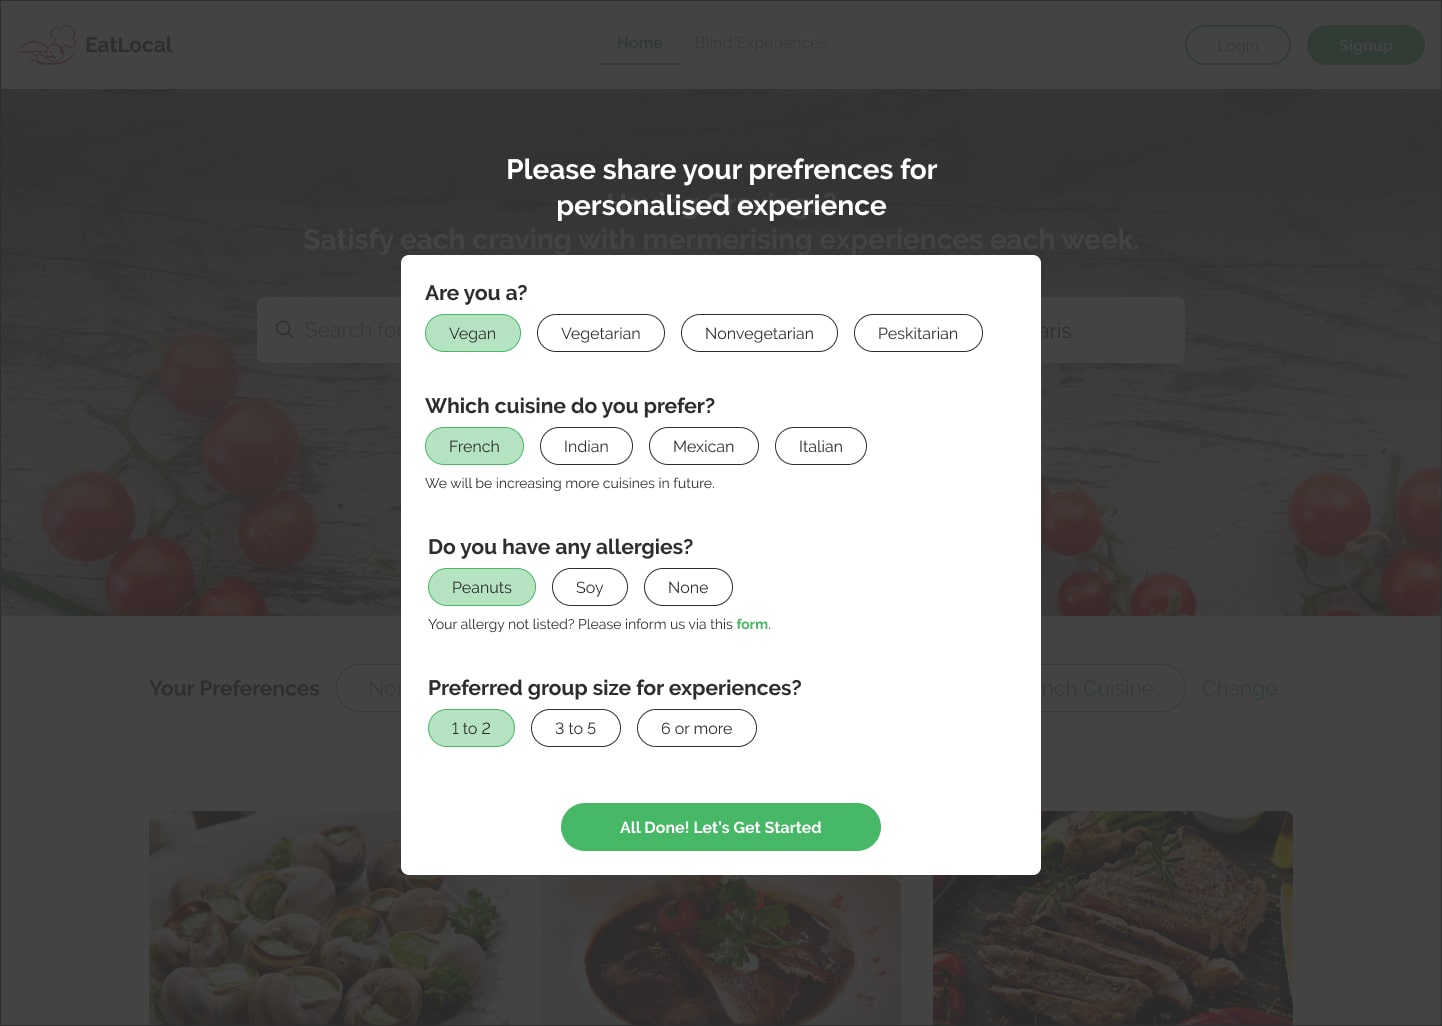 EatLocal
Home
Blind Experiences
Login
Signup
Please share your prefrences for
personalised experience
Satisfy each craving with mermerising experiences each week.
Search for
Are you a?
Vegan
Vegetarian
Nonvegetarian
Peskitarian
Which cuisine do you prefer?
French
Indian
Mexican
Italian
We will be increasing more cuisines in future.
Do you have any allergies?
Peanuts
Soy
None
Your allergy not listed? Please inform us via this form.
Preferred group size for experiences?
1 to 2
3 to 5
6 or more
Your Preferences
Cuisine
Change
All Done! Let's Get Started